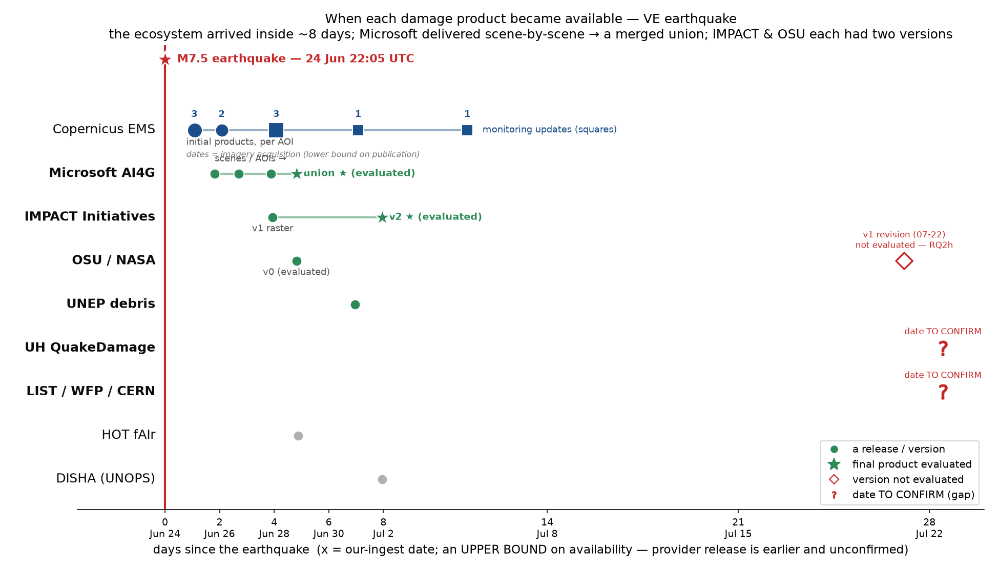 When each damage product became available — VE earthquake
the ecosystem arrived inside ~8 days; Microsoft delivered scene-by-scene → a merged union; IMPACT & OSU each had two versions
★ M7.5 earthquake — 24 Jun 22:05 UTC
3 2 3 1 1
Copernicus EMS
monitoring updates (squares)
initial products, per AOI
dates = imagery acquisition (lower bound on publication)
scenes / AOIs →
Microsoft AI4G
union ★ (evaluated)
IMPACT Initiatives
v2 ★ (evaluated)
v1 raster
v1 revision (07-22)
not evaluated — RQ2h
OSU / NASA
v0 (evaluated)
UNEP debris
date TO CONFIRM
UH QuakeDamage
?
date TO CONFIRM
LIST / WFP / CERN
?
HOT fAIr
DISHA (UNOPS)
a release / version
final product evaluated
version not evaluated
? date TO CONFIRM (gap)
0 2 4 6 8 14 21 28
Jun 24 Jun 26 Jun 28 Jun 30 Jul 2 Jul 8 Jul 15 Jul 22
days since the earthquake (x = our-ingest date; an UPPER BOUND on availability — provider release is earlier and unconfirmed)